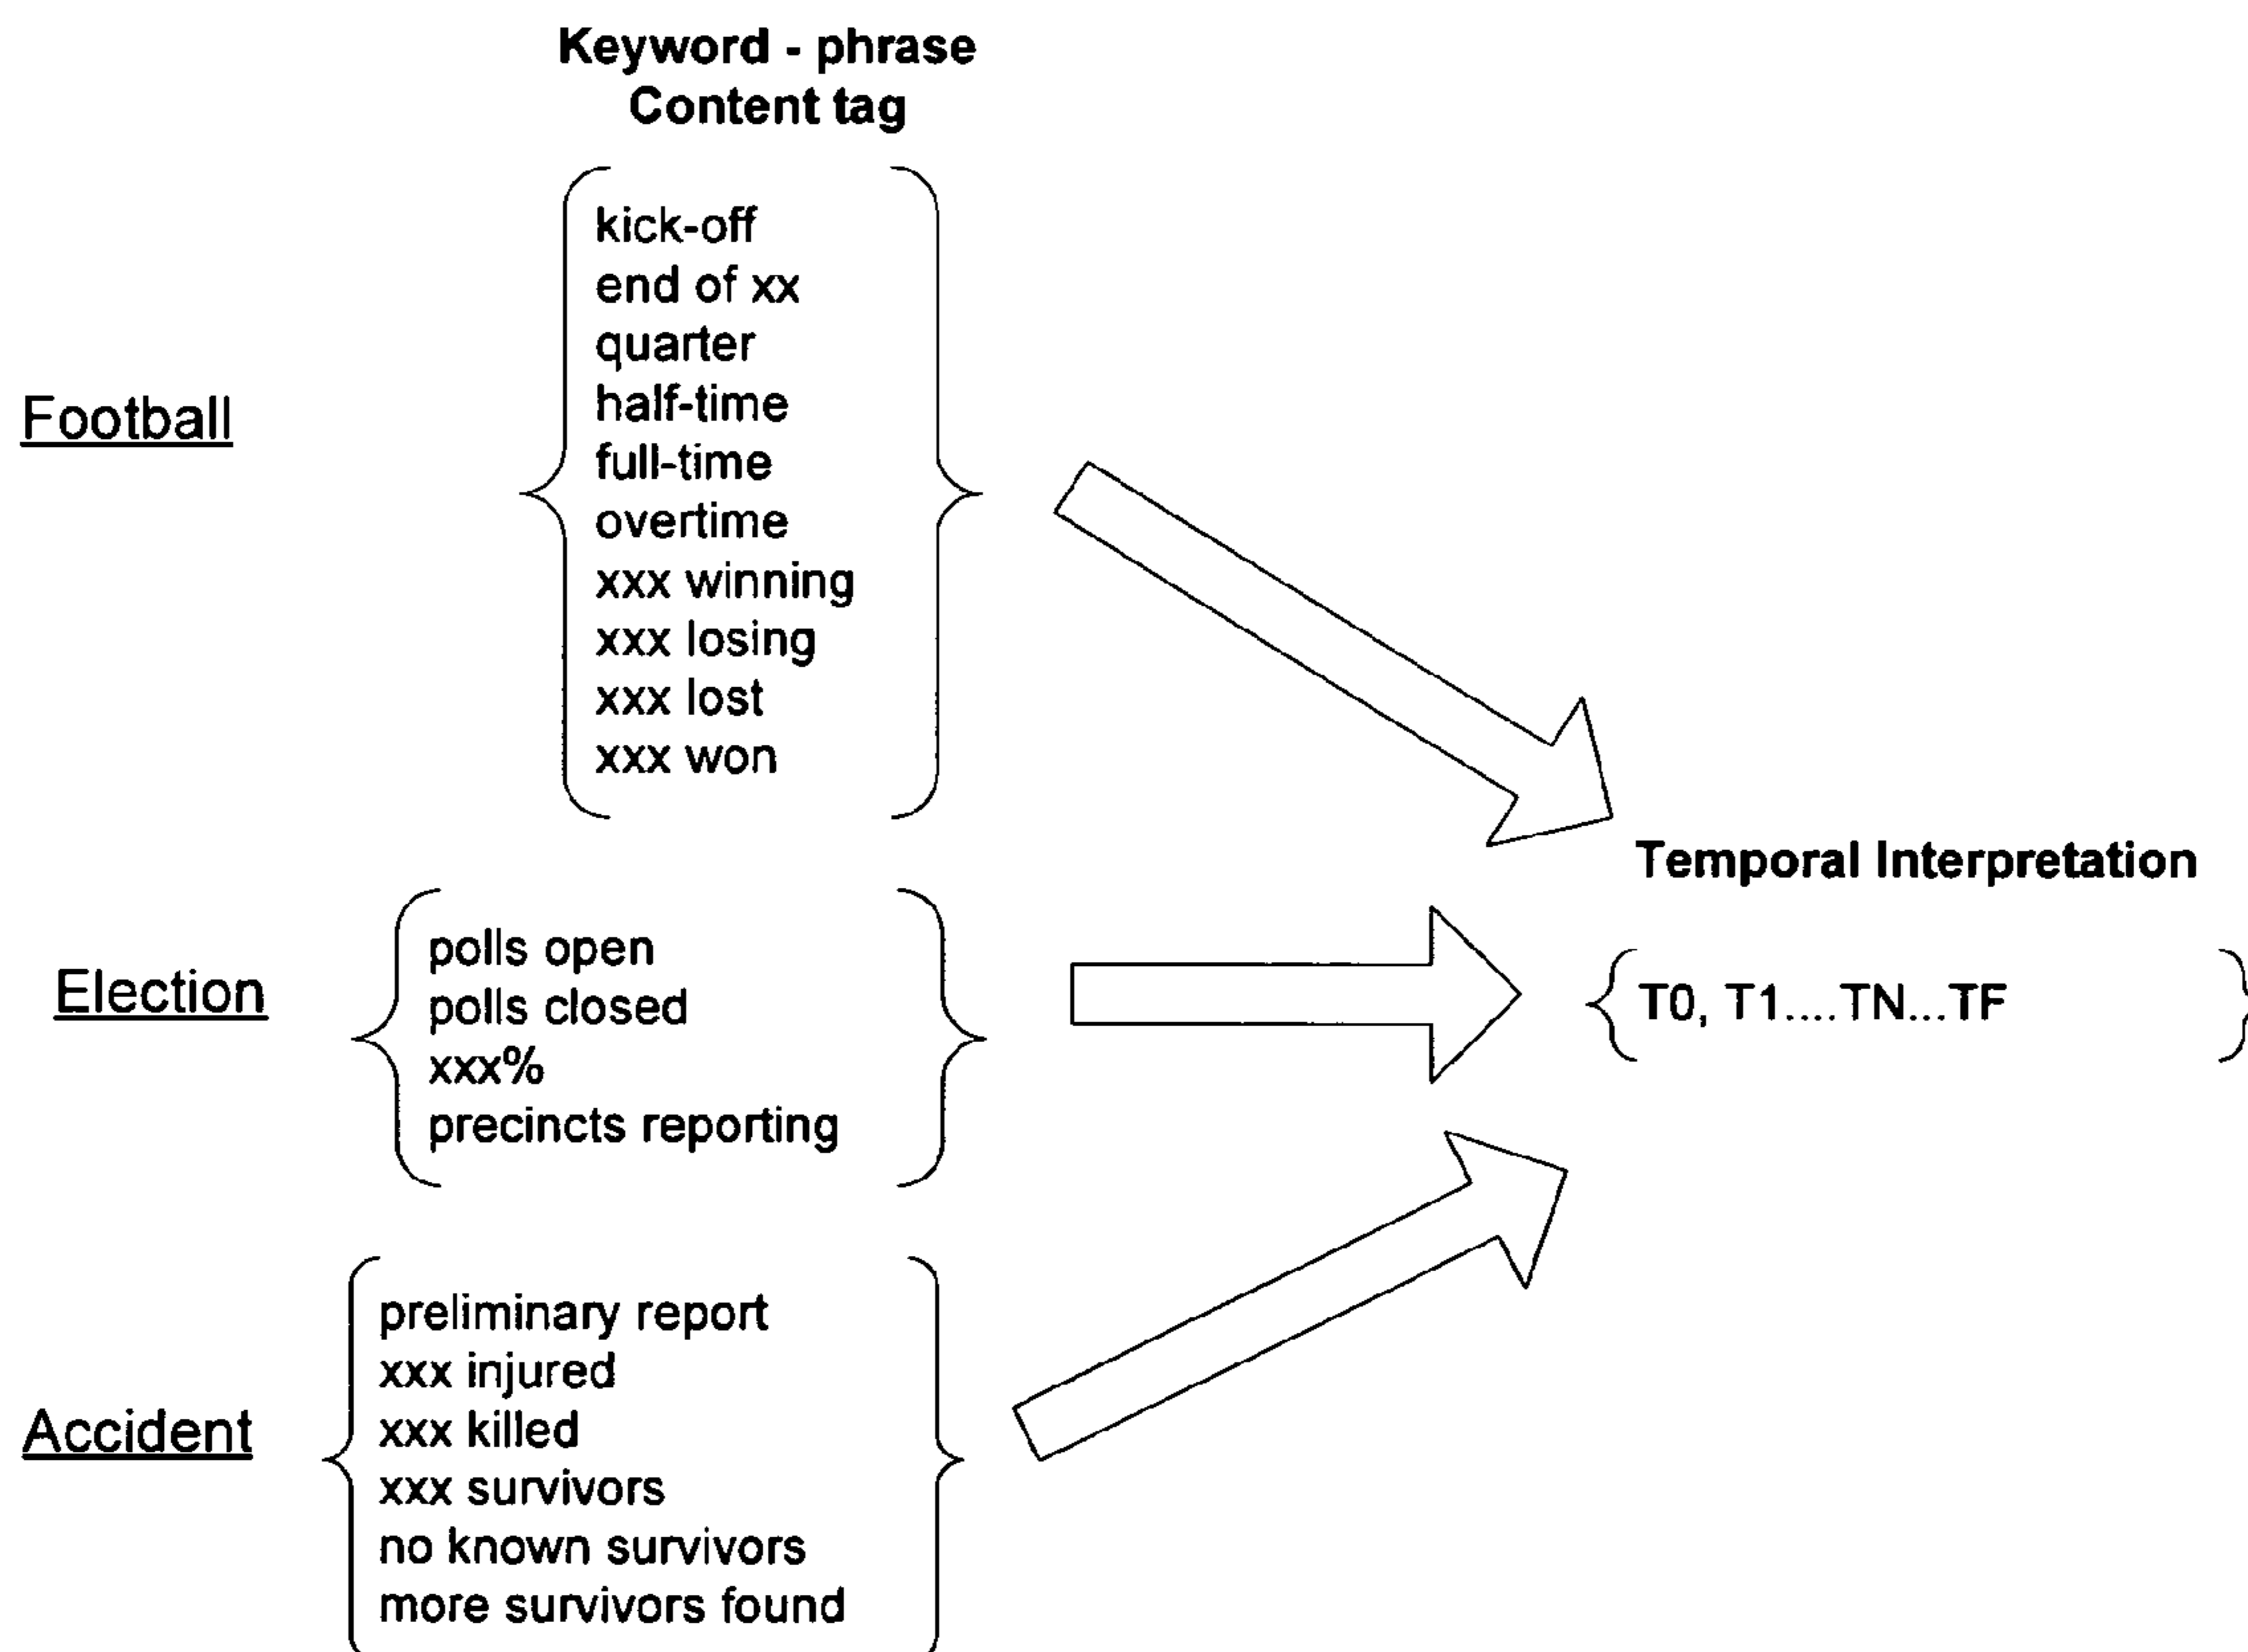 Keyword - phrase
Content tag
Football
kick-off
end of xx
quarter
half-time
full-time
overtime
xxx winning
xxx losing
xxx lost
xxx won
Temporal Interpretation
T0, T1....TN...TF
Election
polls open
polls closed
xxx%
precincts reporting
Accident
preliminary report
xxx injured
xxx killed
xxx survivors
no known survivors
more survivors found